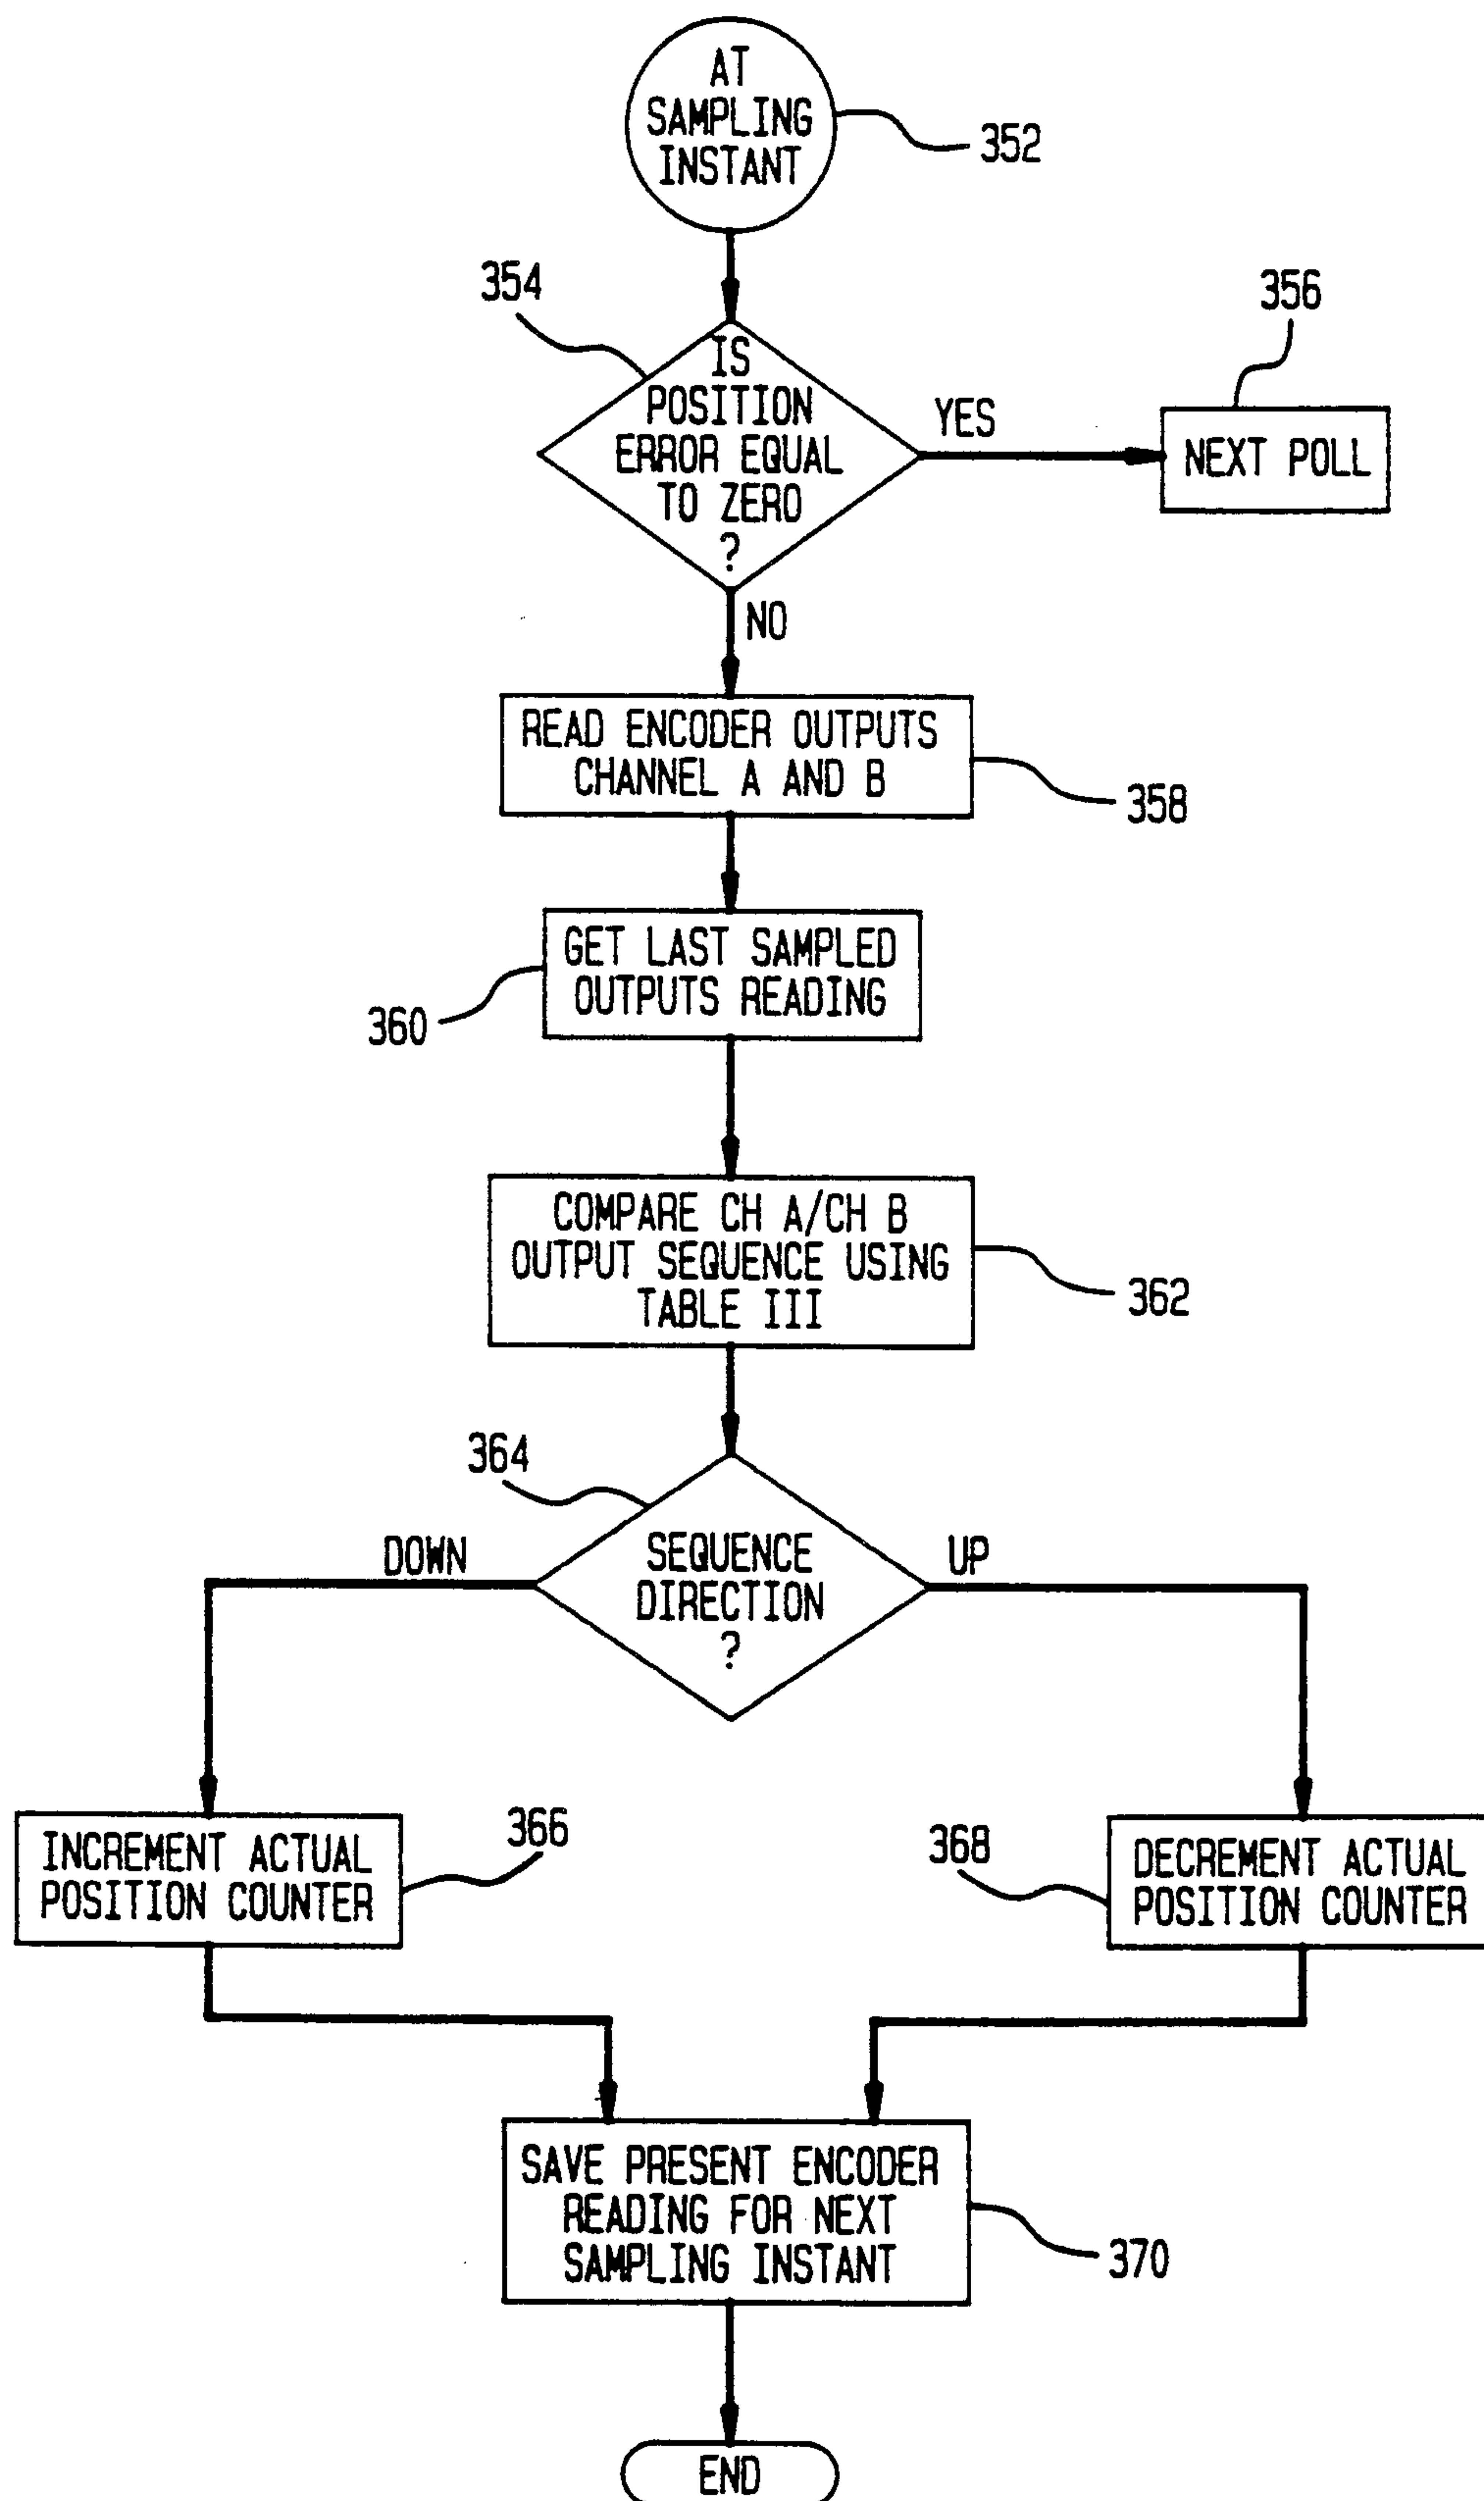 AT
SAMPLING
INSTANT
352
354
356
IS
POSITION
ERROR EQUAL
TO ZERO
?
YES
NEXT POLL
NO
READ ENCODER OUTPUTS
CHANNEL A AND B
358
GET LAST SAMPLED
OUTPUTS READING
360
COMPARE CH A/CH B
OUTPUT SEQUENCE USING
TABLE III
362
364
DOWN
SEQUENCE
DIRECTION
?
UP
INCREMENT ACTUAL
POSITION COUNTER
366
368
DECREMENT ACTUAL
POSITION COUNTER
SAVE PRESENT ENCODER
READING FOR NEXT
SAMPLING INSTANT
370
END